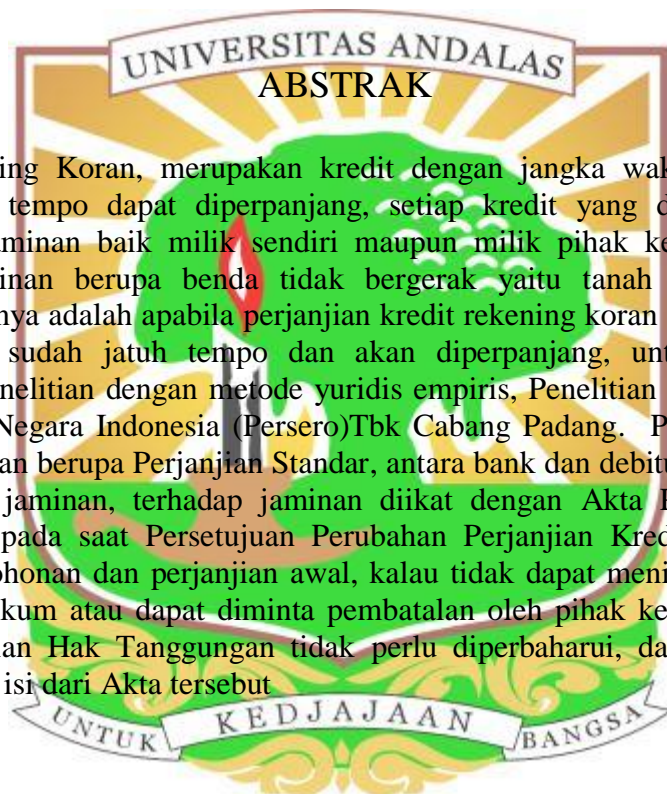 UNIVERSITAS ANDALAS
ABSTRAK
ing Koran, merupakan kredit dengan jangka wak
tempo dapat diperpanjang, setiap kredit yang d
aminan baik milik sendiri maupun milik pihak ke
inan berupa benda tidak bergerak yaitu tanah
nya adalah apabila perjanjian kredit rekening koran
sudah jatuh tempo dan akan diperpanjang, unt
nelitian dengan metode yuridis empiris, Penelitian
Negara Indonesia (Persero)Tbk Cabang Padang. P
an berupa Perjanjian Standar, antara bank dan debitu
jaminan, terhadap jaminan diikat dengan Akta
pada saat Persetujuan Perubahan Perjanjian Kred
ohonan dan perjanjian awal, kalau tidak dapat meni
kum atau dapat diminta pembatalan oleh pihak ke
an Hak Tanggungan tidak perlu diperbaharui, da
isi dari Akta tersebut
UNTUK KEDJAJAAN BANGSA